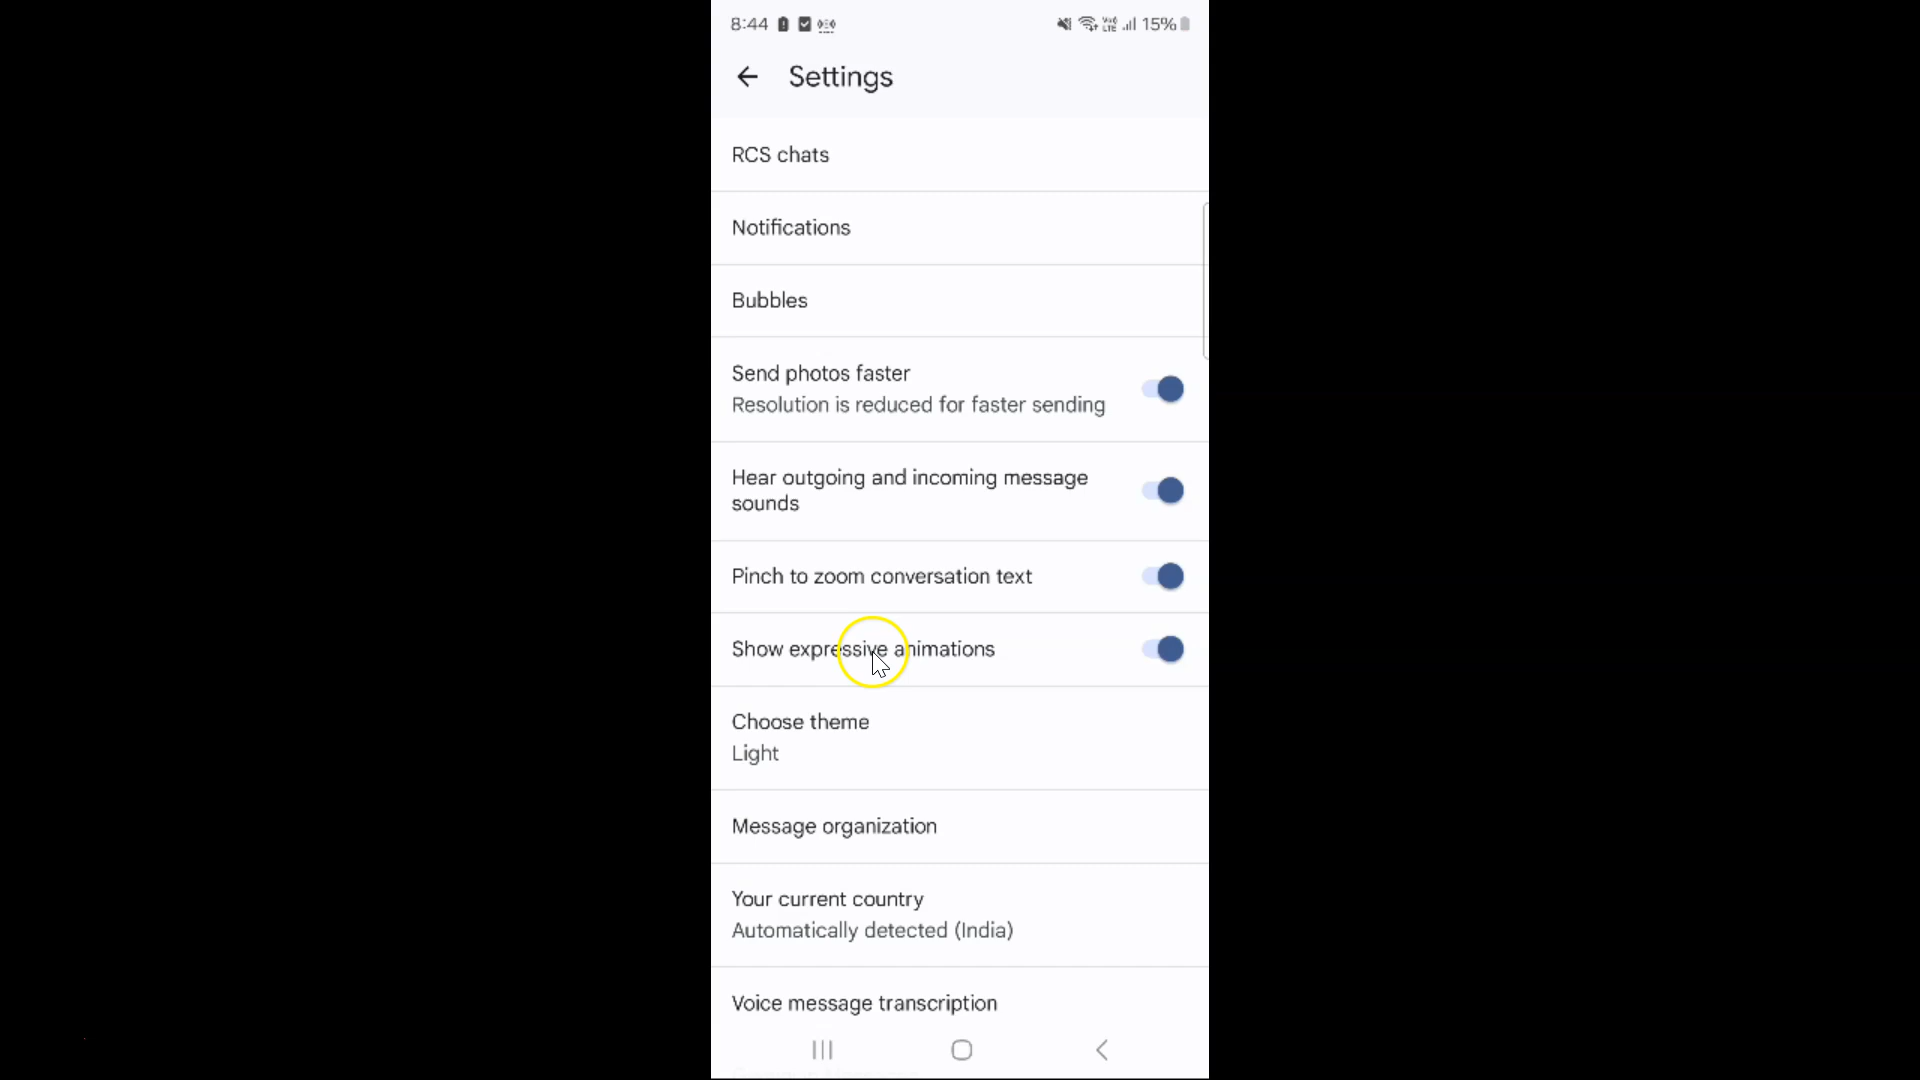 8:44 15%
Settings
RCS chats
Notifications
Bubbles
Send photos faster
Resolution is reduced for faster sending
Hear outgoing and incoming message
sounds
Pinch to zoom conversation text
Show expressive animations
Choose theme
Light
Message organization
Your current country
Automatically detected (India)
Voice message transcription